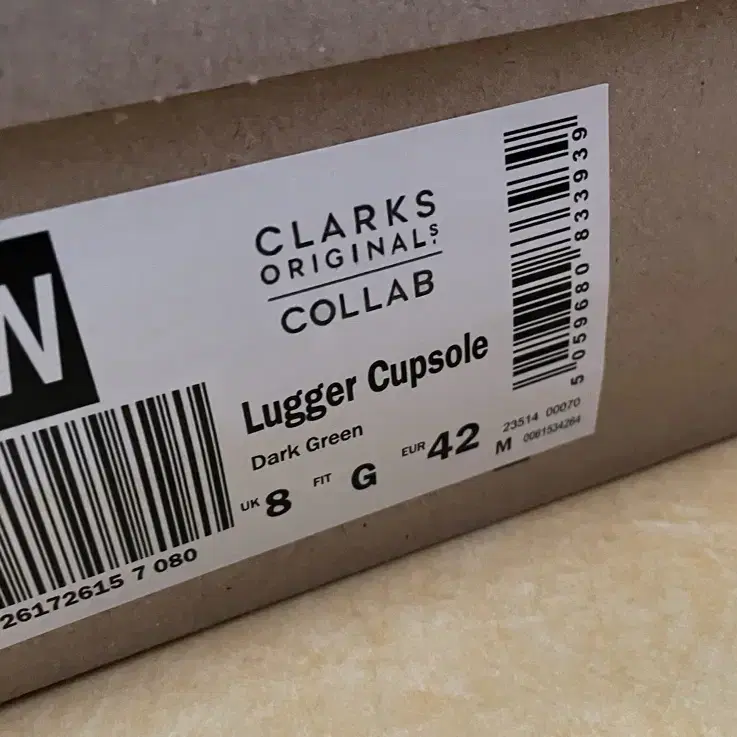 W
CLARKS
ORIGINALS.
COLLAB
Lugger Cupsole
Dark Green
UK 8 FIT G EUR 42 M
23514 00070
0061534264
5 059680 833939
26172615 7 080